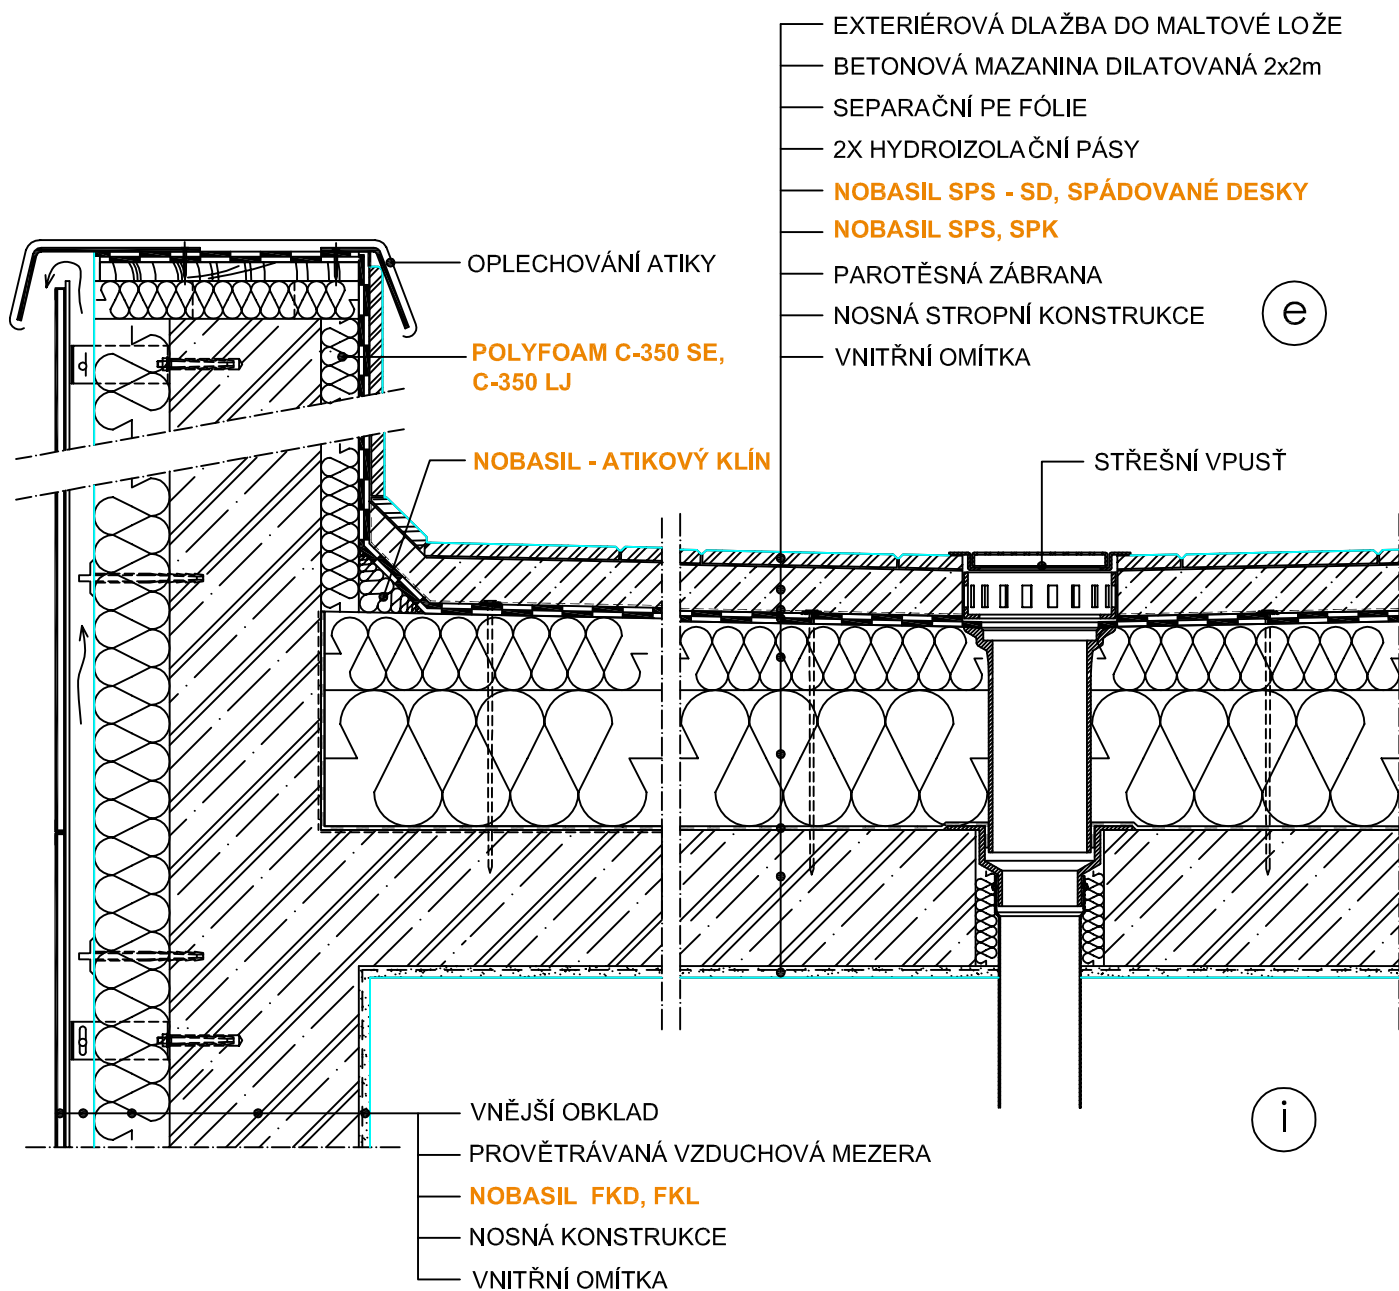 EXTERIÉROVÁ DLAŽBA DO MALTOVÉ LOŽE
BETONOVÁ MAZANINA DILATOVANÁ 2x2m
SEPARAČNÍ PE FÓLIE
2X HYDROIZOLAČNÍ PÁSY
NOBASIL SPS - SD, SPÁDOVANÉ DESKY
NOBASIL SPS, SPK
PAROTĚSNÁ ZÁBRANA
NOSNÁ STROPNÍ KONSTRUKCE
VNITŘNÍ OMÍTKA
e
OPLECHOVÁNÍ ATIKY
POLYFOAM C-350 SE,
C-350 LJ
NOBASIL - ATIKOVÝ KLÍN
STŘEŠNÍ VPUSŤ
i
VNĚJŠÍ OBKLAD
PROVĚTRÁVANÁ VZDUCHOVÁ MEZERA
NOBASIL FKD, FKL
NOSNÁ KONSTRUKCE
VNITŘNÍ OMÍTKA